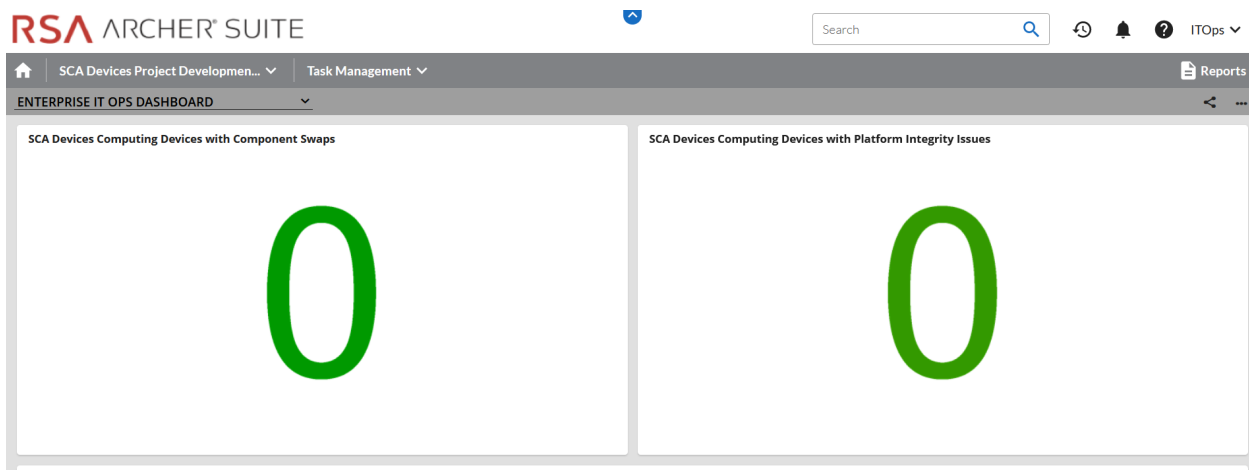 RSA ARCHER® SUITE
Search
ITOps
SCA Devices Project Developmen...
Task Management
Reports
ENTERPRISE IT OPS DASHBOARD
SCA Devices Computing Devices with Component Swaps
SCA Devices Computing Devices with Platform Integrity Issues
0
0